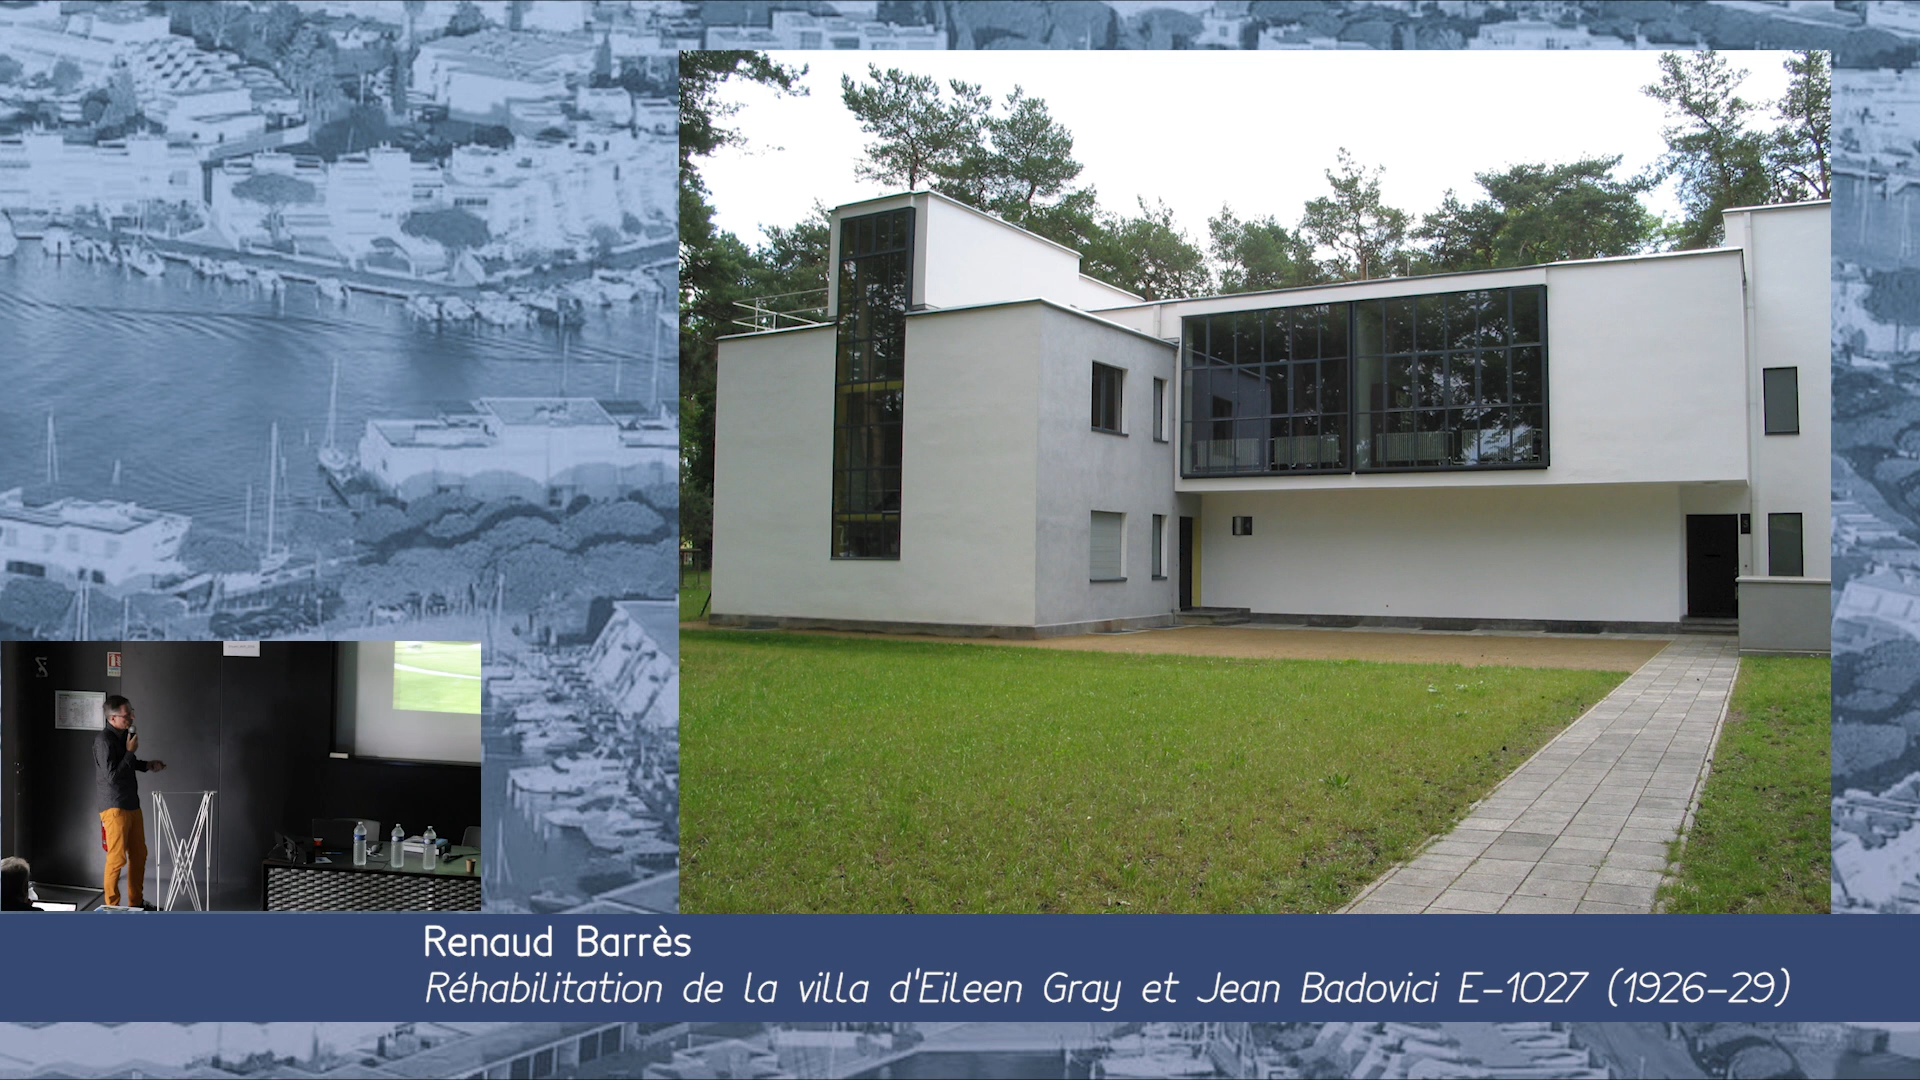 Renaud Barrès
Réhabilitation de la villa d'Eileen Gray et Jean Badovici E-1027 (1926-29)